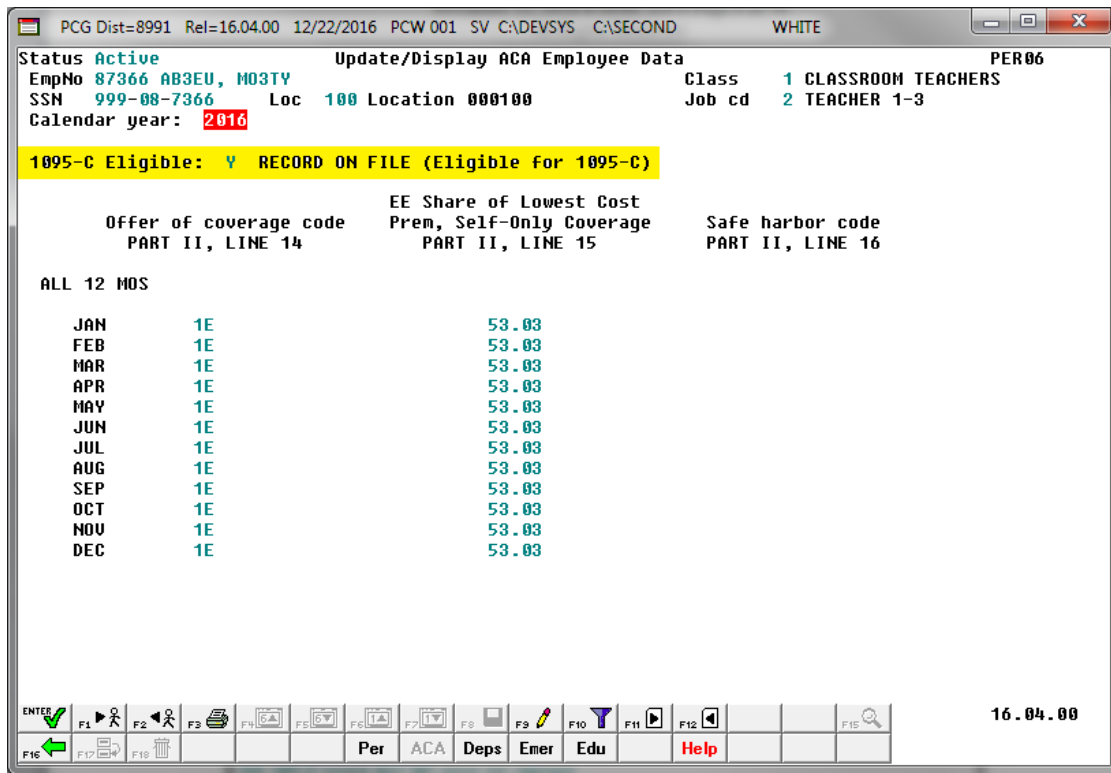 PCG Dist=8991 Rel=16.04.00 12/22/2016 PCW 001 SV C:\DEVSYS C:\SECOND WHITE
Status Active Update/Display ACA Employee Data PER06
EmpNo 87366 AB3EU, MO3TY Class 1 CLASSROOM TEACHERS
SSN 999-08-7366 Loc 100 Location 000100 Job cd 2 TEACHER 1-3
Calendar year: 2016
1095-C Eligible: Y RECORD ON FILE (Eligible for 1095-C)
EE Share of Lowest Cost
Offer of coverage code Prem, Self-Only Coverage Safe harbor code
PART II, LINE 14 PART II, LINE 15 PART II, LINE 16
ALL 12 MOS
JAN 1E 53.03
FEB 1E 53.03
MAR 1E 53.03
APR 1E 53.03
MAY 1E 53.03
JUN 1E 53.03
JUL 1E 53.03
AUG 1E 53.03
SEP 1E 53.03
OCT 1E 53.03
NOV 1E 53.03
DEC 1E 53.03
ENTER F1 F2 F3 F4 F5 F6 F7 F8 F9 F10 F11 F12 F15 16.04.00
F16 F17 F18 Per ACA Deps Emer Edu Help